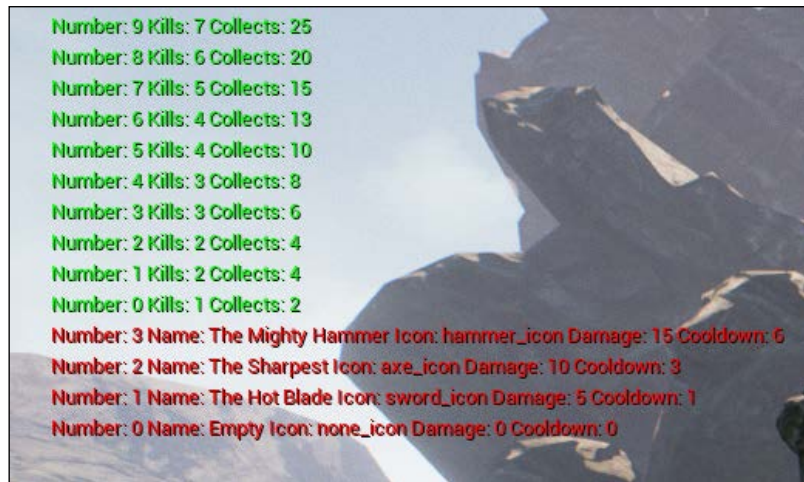 Number: 9 Kills: 7 Collects: 25
Number: 8 Kills: 6 Collects: 20
Number: 7 Kills: 5 Collects: 15
Number: 6 Kills: 4 Collects: 13
Number: 5 Kills: 4 Collects: 10
Number: 4 Kills: 3 Collects: 8
Number: 3 Kills: 3 Collects: 6
Number: 2 Kills: 2 Collects: 4
Number: 1 Kills: 2 Collects: 4
Number: 0 Kills: 1 Collects: 2
Number: 3 Name: The Mighty Hammer Icon: hammer_icon Damage: 15 Cooldown: 6
Number: 2 Name: The Sharpest Icon: axe_icon Damage: 10 Cooldown: 3
Number: 1 Name: The Hot Blade Icon: sword_icon Damage: 5 Cooldown: 1
Number: 0 Name: Empty Icon: none_icon Damage: 0 Cooldown: 0